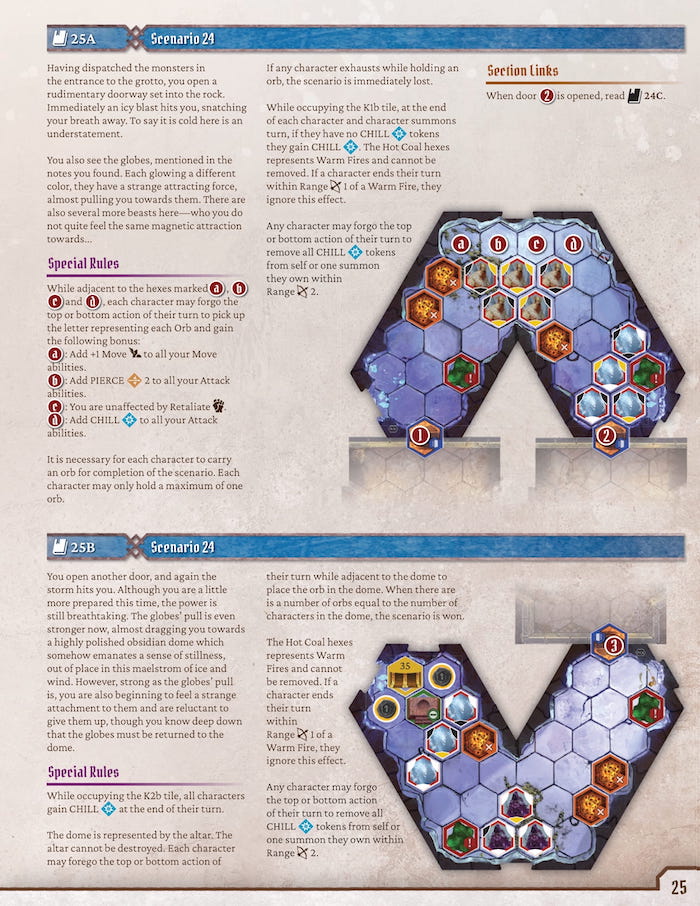 25A
Scenario 24
Having dispatched the monsters in
the entrance to the grotto, you open a
rudimentary doorway set into the rock.
Immediately an icy blast hits you, snatching
your breath away. To say it is cold here is an
understatement.
You also see the globes, mentioned in the
notes you found. Each glowing a different
color, they have a strange attracting force,
almost pulling you towards them. There are
also several more beasts here—who you do
not quite feel the same magnetic attraction
towards...
Special Rules
While adjacent to the hexes marked a, b
c and d, each character may forgo the
top or bottom action of their turn to pick up
the letter representing each Orb and gain
the following bonus:
a: Add +1 Move to all your Move
abilities.
b: Add PIERCE 2 to all your Attack
abilities.
c: You are unaffected by Retaliate.
d: Add CHILL to all your Attack
abilities.
It is necessary for each character to carry
an orb for completion of the scenario. Each
character may only hold a maximum of one
orb.
If any character exhausts while holding an
orb, the scenario is immediately lost.
While occupying the K1b tile, at the end
of each character and character summons
turn, if they have no CHILL tokens
they gain CHILL. The Hot Coal hexes
represents Warm Fires and cannot be
removed. If a character ends their turn
within Range 1 of a Warm Fire, they
ignore this effect.
Any character may forgo the top
or bottom action of their turn to
remove all CHILL tokens
from self or one summon
they own within
Range 2.
Section Links
When door 2 is opened, read 24C.
a b c d
!
!
1
2
25B
Scenario 24
You open another door, and again the
storm hits you. Although you are a little
more prepared this time, the power is
still breathtaking. The globes' pull is even
stronger now, almost dragging you towards
a highly polished obsidian dome which
somehow emanates a sense of stillness,
out of place in this maelstrom of ice and
wind. However, strong as the globes' pull
is, you are also beginning to feel a strange
attachment to them and are reluctant to
give them up, though you know deep down
that the globes must be returned to the
dome.
Special Rules
While occupying the K2b tile, all characters
gain CHILL at the end of their turn.
The dome is represented by the altar. The
altar cannot be destroyed. Each character
may forego the top or bottom action of
their turn while adjacent to the dome to
place the orb in the dome. When there are
is a number of orbs equal to the number of
characters in the dome, the scenario is won.
The Hot Coal hexes
represents Warm
Fires and cannot
be removed. If a
character ends
their turn
within
Range 1 of a
Warm Fire, they
ignore this effect.
Any character may forgo
the top or bottom action
of their turn to remove all
CHILL tokens from self or
one summon they own within
Range 2.
3
35
1
1
!
!
25